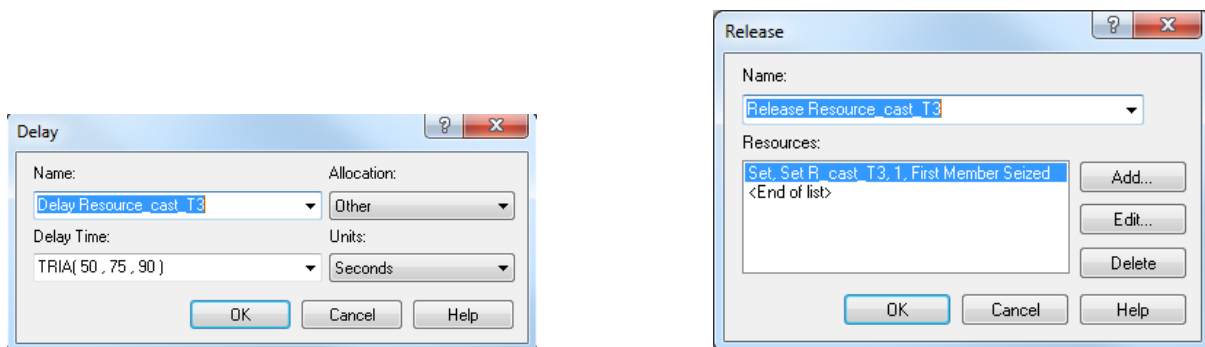 Delay
Name:
Allocation:
Delay Resource_cast_T3
Other
Delay Time:
Units:
TRIA( 50 , 75 , 90 )
Seconds
OK
Cancel
Help
Release
Name:
Release Resource_cast_T3
Resources:
Set, Set R_cast_T3, 1, First Member Seized
<End of list>
Add...
Edit...
Delete
OK
Cancel
Help